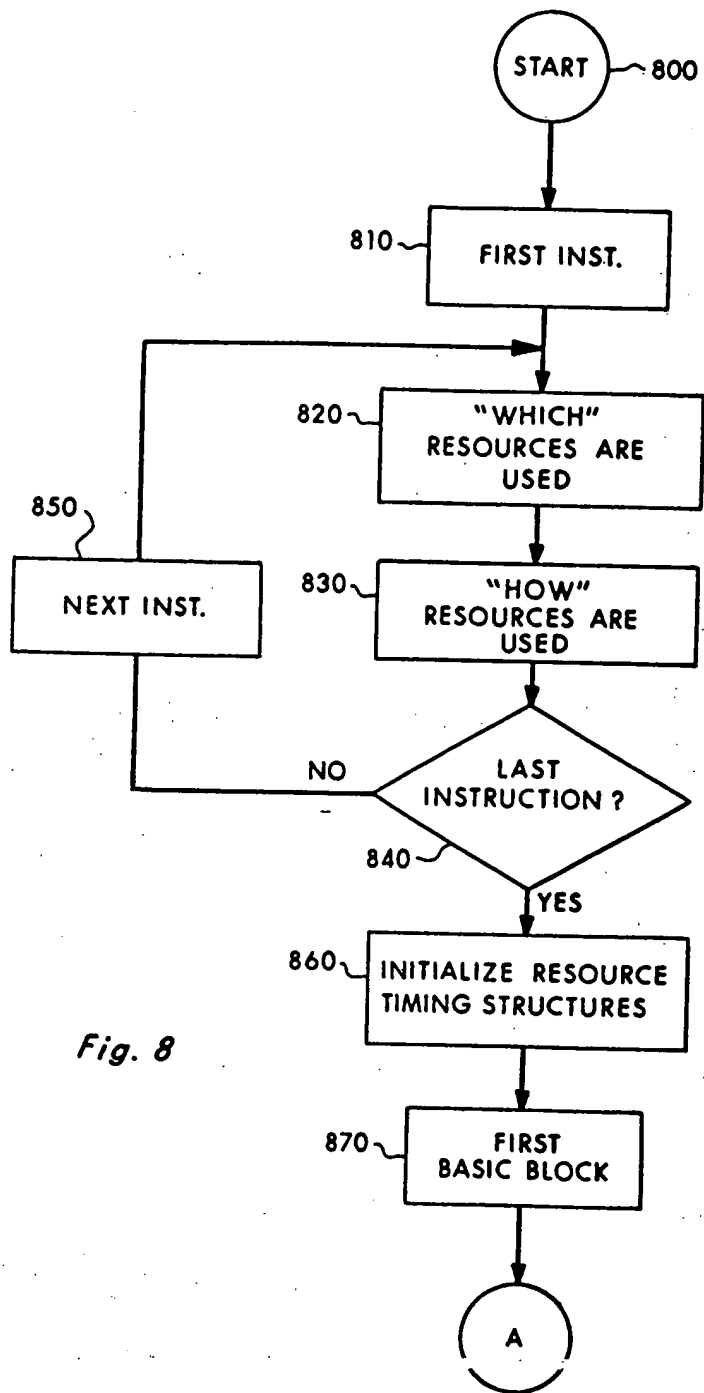 START
800
810
FIRST INST.
820
"WHICH"
RESOURCES ARE
USED
850
NEXT INST.
830
"HOW"
RESOURCES ARE
USED
NO
LAST
INSTRUCTION ?
840
YES
860
INITIALIZE RESOURCE
TIMING STRUCTURES
Fig. 8
870
FIRST
BASIC BLOCK
A